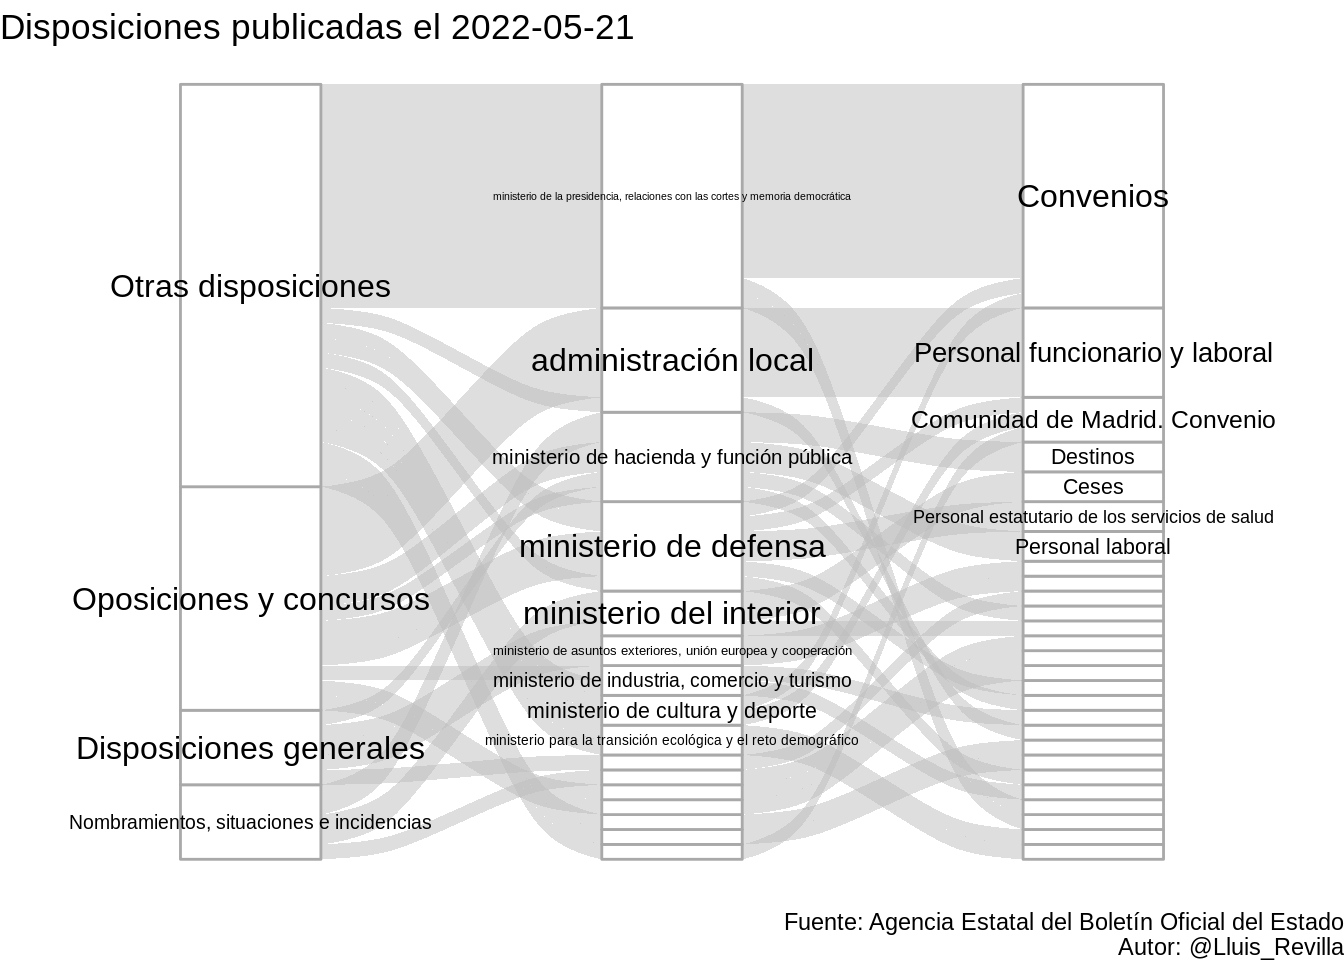 Disposiciones publicadas el 2022-05-21
Otras disposiciones
Oposiciones y concursos
Disposiciones generales
Nombramientos, situaciones e incidencias
ministerio de la presidencia, relaciones con las cortes y memoria democrática
administración local
ministerio de hacienda y función pública
ministerio de defensa
ministerio del interior
ministerio de asuntos exteriores, unión europea y cooperación
ministerio de industria, comercio y turismo
ministerio de cultura y deporte
ministerio para la transición ecológica y el reto demográfico
Convenios
Personal funcionario y laboral
Comunidad de Madrid. Convenio
Destinos
Ceses
Personal estatutario de los servicios de salud
Personal laboral
Fuente: Agencia Estatal del Boletín Oficial del Estado
Autor: @Lluis_Revilla